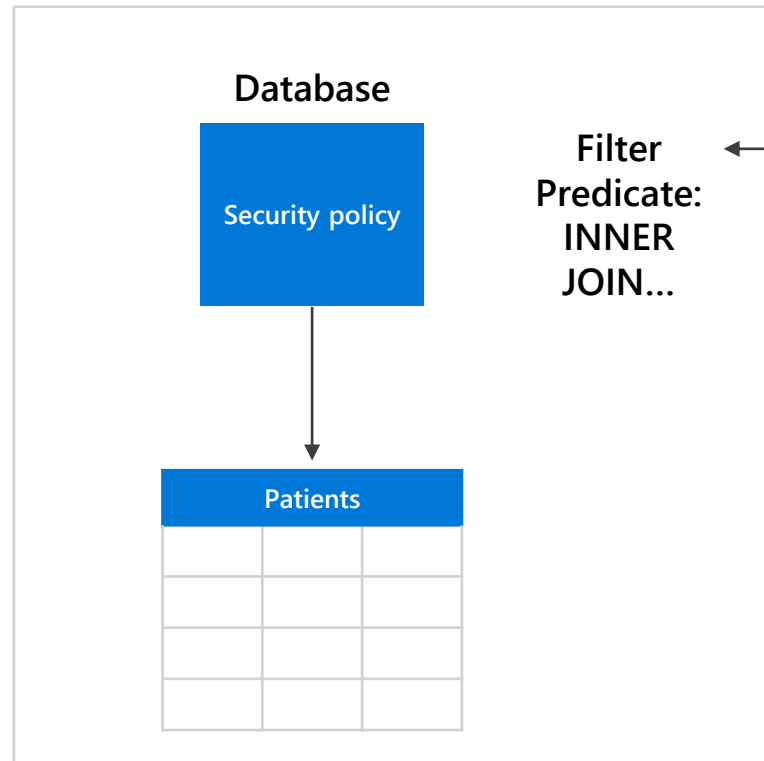 Database
Security policy
Filter
Predicate:
INNER
JOIN…
Patients